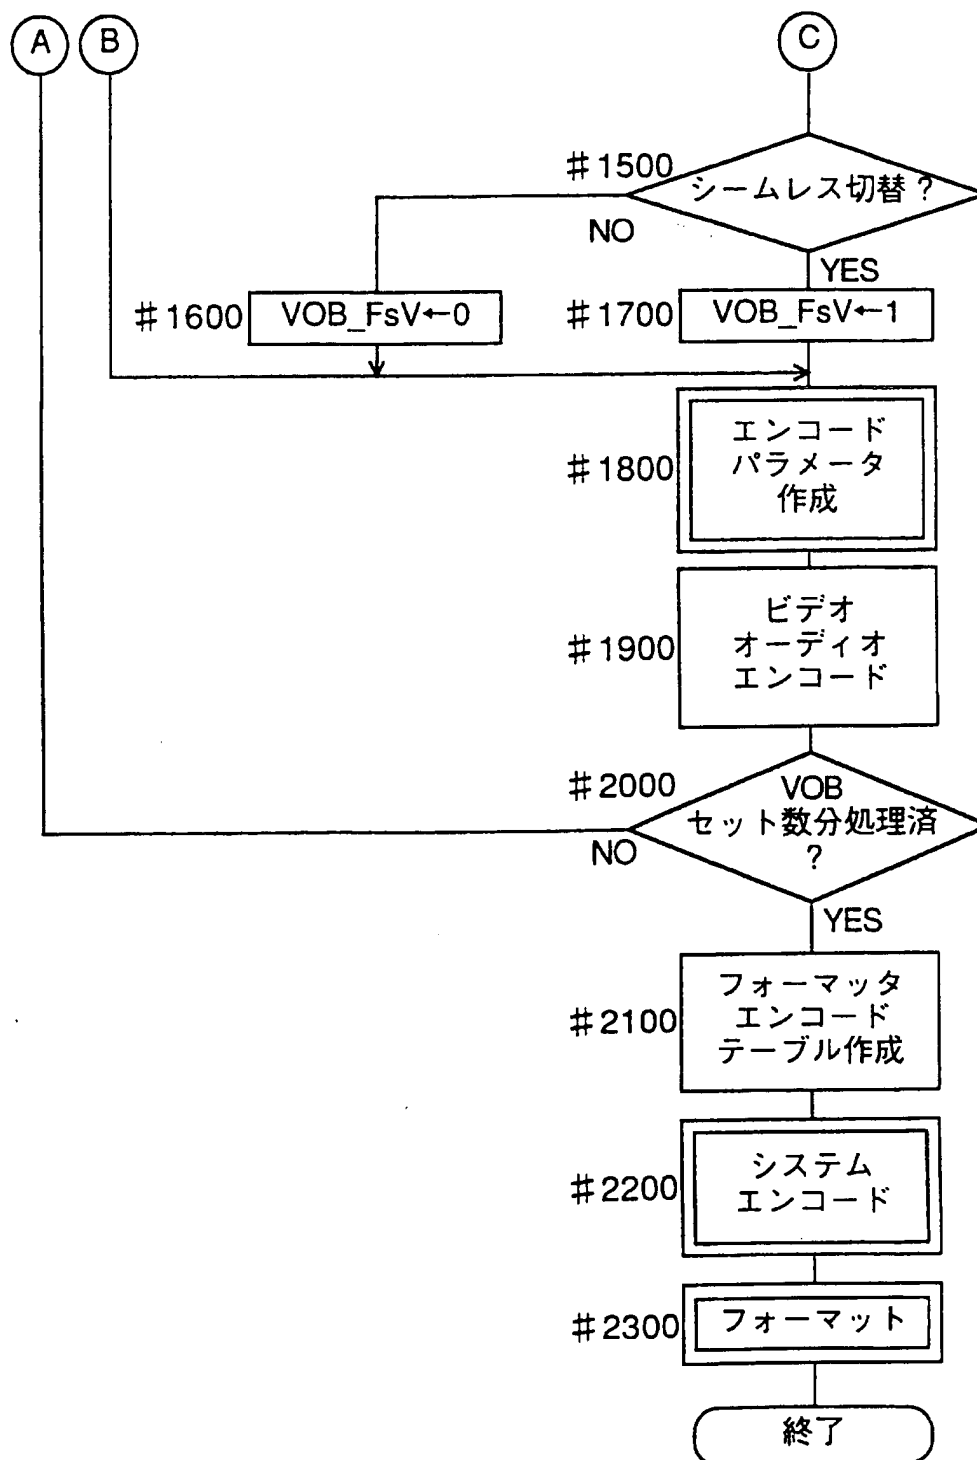 A B C
#1500
シームレス切替?
NO
YES
#1600
VOB_FsV←0
#1700
VOB_FsV←1
#1800
エンコード
パラメータ
作成
#1900
ビデオ
オーディオ
エンコード
#2000
VOB
セット数分処理済
?
NO
YES
#2100
フォーマッタ
エンコード
テーブル作成
#2200
システム
エンコード
#2300
フォーマット
終了